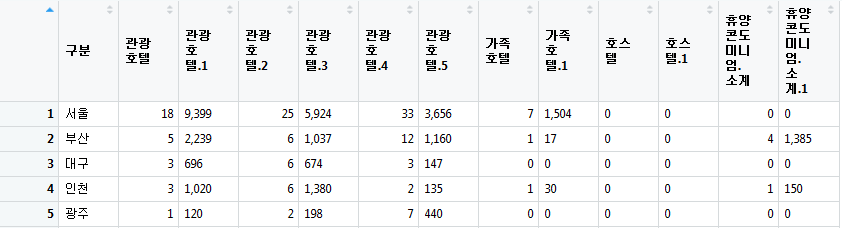 구분 관광호텔 관광호텔.1 관광호텔.2 관광호텔.3 관광호텔.4 관광호텔.5 가족호텔 가족호텔.1 호스텔 호스텔.1 휴양콘도미니엄.소계 휴양콘도미니엄.소계.1
1 서울 18 9,399 25 5,924 33 3,656 7 1,504 0 0 0 0
2 부산 5 2,239 6 1,037 12 1,160 1 17 0 0 4 1,385
3 대구 3 696 6 674 3 147 0 0 0 0 0 0
4 인천 3 1,020 6 1,380 2 135 1 30 0 0 1 150
5 광주 1 120 2 198 7 440 0 0 0 0 0 0